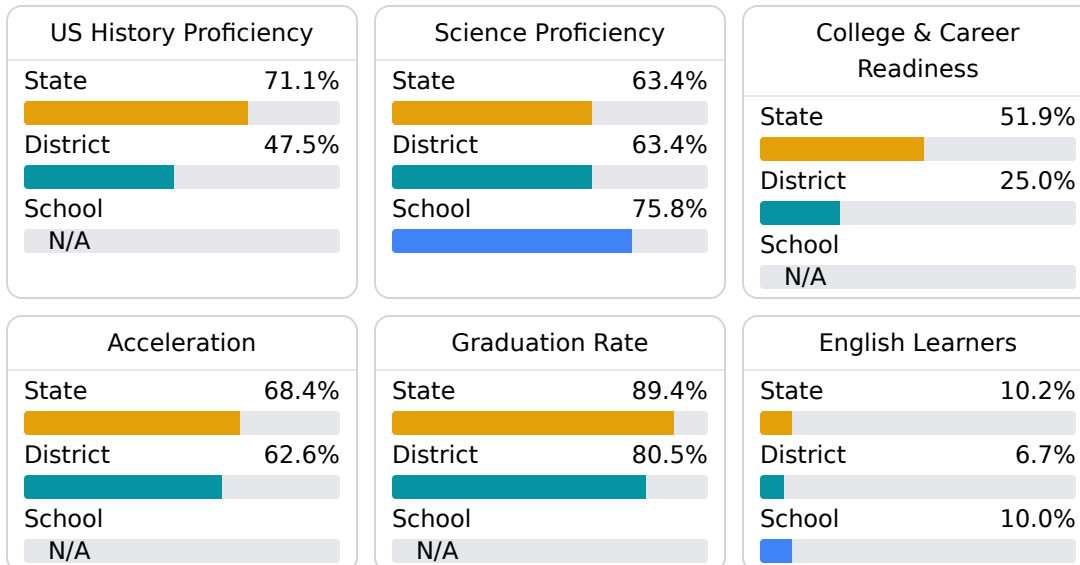 US History Proficiency
State 71.1%
District 47.5%
School
N/A
Science Proficiency
State 63.4%
District 63.4%
School 75.8%
College & Career
Readiness
State 51.9%
District 25.0%
School
N/A
Acceleration
State 68.4%
District 62.6%
School
N/A
Graduation Rate
State 89.4%
District 80.5%
School
N/A
English Learners
State 10.2%
District 6.7%
School 10.0%